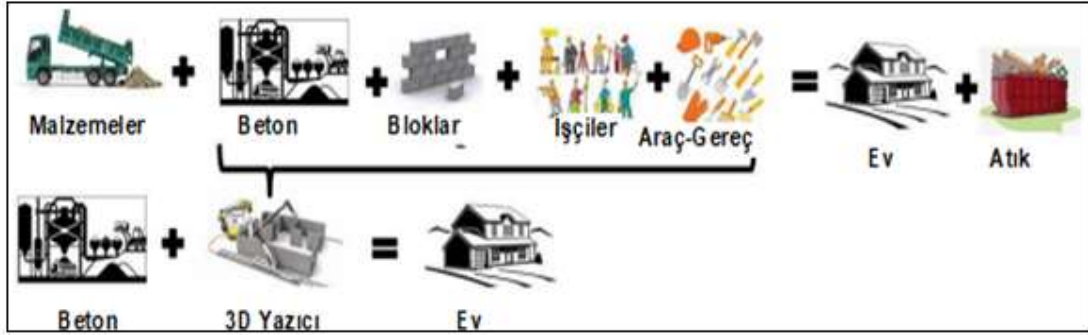 Malzemeler + Beton + Bloklar + İşçiler + Araç-Gereç = Ev + Atık
Beton + 3D Yazıcı = Ev